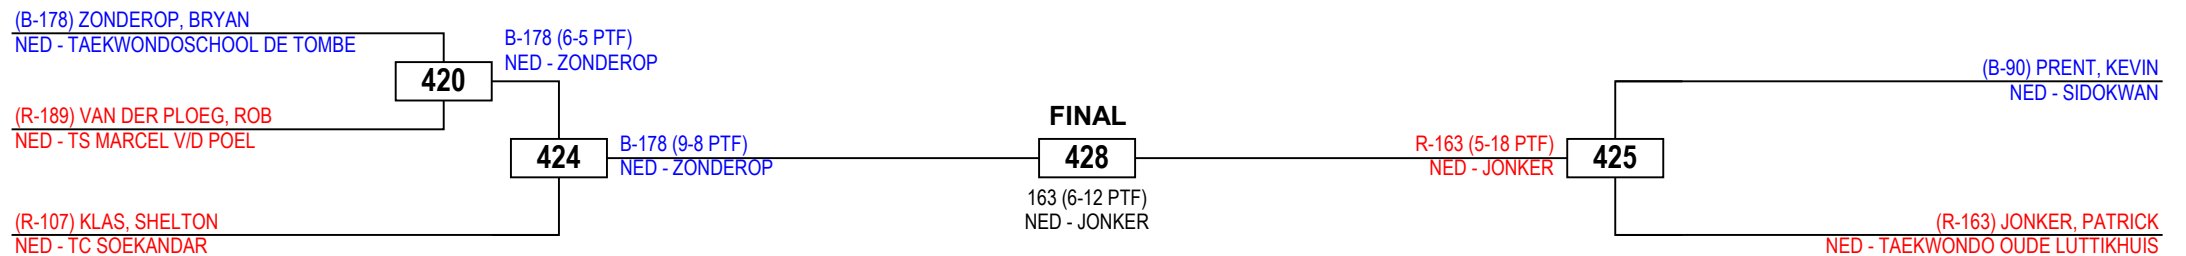 (B-178) ZONDEROP, BRYAN
NED - TAEKWONDOSCHOOL DE TOMBE
420
(R-189) VAN DER PLOEG, ROB
NED - TS MARCEL V/D POEL
B-178 (6-5 PTF)
NED - ZONDEROP
424
(R-107) KLAS, SHELTON
NED - TC SOEKANDAR
B-178 (9-8 PTF)
NED - ZONDEROP
FINAL
428
163 (6-12 PTF)
NED - JONKER
R-163 (5-18 PTF)
NED - JONKER
425
(B-90) PRENT, KEVIN
NED - SIDOKWAN
(R-163) JONKER, PATRICK
NED - TAEKWONDO OUDE LUTTIKHUIS